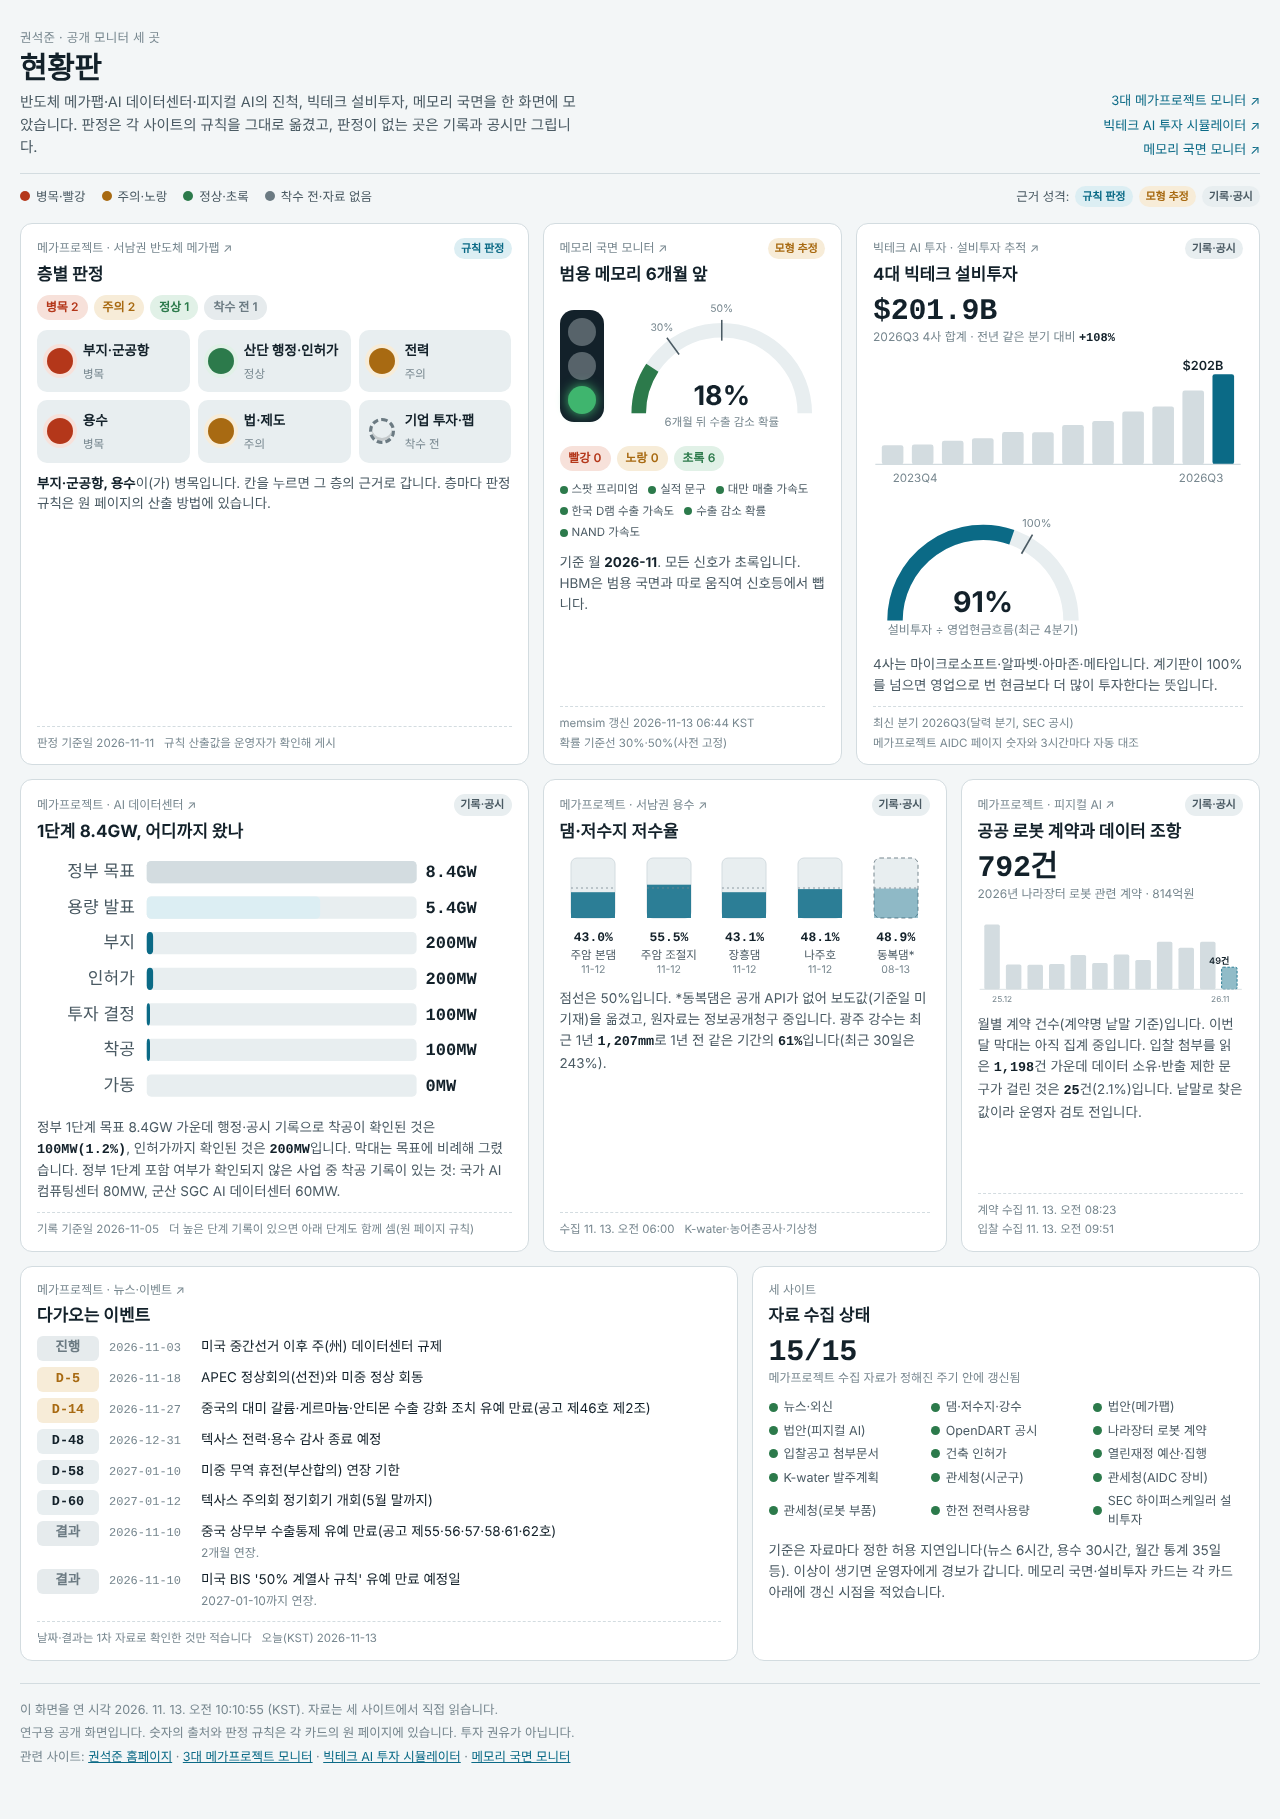 권석준 · 공개 모니터 세 곳
현황판
반도체 메가팹·AI 데이터센터·피지컬 AI의 진척, 빅테크 설비투자, 메모리 국면을 한 화면에 모
았습니다. 판정은 각 사이트의 규칙을 그대로 옮겼고, 판정이 없는 곳은 기록과 공시만 그립니
다.
3대 메가프로젝트 모니터 ↗
빅테크 AI 투자 시뮬레이터 ↗
메모리 국면 모니터 ↗
병목·빨강 주의·노랑 정상·초록 착수 전·자료 없음
근거 성격: 규칙 판정 모형 추정 기록·공시
메가프로젝트 · 서남권 반도체 메가팹 ↗ 규칙 판정
층별 판정
병목 2 주의 2 정상 1 착수 전 1
부지·군공항
병목
산단 행정·인허가
정상
전력
주의
용수
병목
법·제도
주의
기업 투자·팹
착수 전
부지·군공항, 용수이(가) 병목입니다. 칸을 누르면 그 층의 근거로 갑니다. 층마다 판정
규칙은 원 페이지의 산출 방법에 있습니다.
판정 기준일 2026-11-11 규칙 산출값을 운영자가 확인해 게시
메모리 국면 모니터 ↗ 모형 추정
범용 메모리 6개월 앞
30%
50%
18%
6개월 뒤 수출 감소 확률
빨강 0 노랑 0 초록 6
스팟 프리미엄 실적 문구 대만 매출 가속도
한국 D램 수출 가속도 수출 감소 확률
NAND 가속도
기준 월 2026-11. 모든 신호가 초록입니다.
HBM은 범용 국면과 따로 움직여 신호등에서 뺍
니다.
memsim 갱신 2026-11-13 06:44 KST
확률 기준선 30%·50%(사전 고정)
빅테크 AI 투자 · 설비투자 추적 ↗ 기록·공시
4대 빅테크 설비투자
$201.9B
2026Q3 4사 합계 · 전년 같은 분기 대비 +108%
$202B
2023Q4 2026Q3
100%
91%
설비투자 ÷ 영업현금흐름(최근 4분기)
4사는 마이크로소프트·알파벳·아마존·메타입니다. 계기판이 100%
를 넘으면 영업으로 번 현금보다 더 많이 투자한다는 뜻입니다.
최신 분기 2026Q3(달력 분기, SEC 공시)
메가프로젝트 AIDC 페이지 숫자와 3시간마다 자동 대조
메가프로젝트 · AI 데이터센터 ↗ 기록·공시
1단계 8.4GW, 어디까지 왔나
정부 목표 8.4GW
용량 발표 5.4GW
부지 200MW
인허가 200MW
투자 결정 100MW
착공 100MW
가동 0MW
정부 1단계 목표 8.4GW 가운데 행정·공시 기록으로 착공이 확인된 것은
100MW(1.2%), 인허가까지 확인된 것은 200MW입니다. 막대는 목표에 비례해 그렸
습니다. 정부 1단계 포함 여부가 확인되지 않은 사업 중 착공 기록이 있는 것: 국가 AI
컴퓨팅센터 80MW, 군산 SGC AI 데이터센터 60MW.
기록 기준일 2026-11-05 더 높은 단계 기록이 있으면 아래 단계도 함께 셈(원 페이지 규칙)
메가프로젝트 · 서남권 용수 ↗ 기록·공시
댐·저수지 저수율
43.0% 55.5% 43.1% 48.1% 48.9%
주암 본댐 주암 조절지 장흥댐 나주호 동복댐*
11-12 11-12 11-12 11-12 08-13
점선은 50%입니다. *동복댐은 공개 API가 없어 보도값(기준일 미
기재)을 옮겼고, 원자료는 정보공개청구 중입니다. 광주 강수는 최
근 1년 1,207mm로 1년 전 같은 기간의 61%입니다(최근 30일은
243%).
수집 11. 13. 오전 06:00 K-water·농어촌공사·기상청
메가프로젝트 · 피지컬 AI ↗ 기록·공시
공공 로봇 계약과 데이터 조항
792건
2026년 나라장터 로봇 관련 계약 · 814억원
49건
25.12 26.11
월별 계약 건수(계약명 낱말 기준)입니다. 이번
달 막대는 아직 집계 중입니다. 입찰 첨부를 읽
은 1,198건 가운데 데이터 소유·반출 제한 문
구가 걸린 것은 25건(2.1%)입니다. 낱말로 찾은
값이라 운영자 검토 전입니다.
계약 수집 11. 13. 오전 08:23
입찰 수집 11. 13. 오전 09:51
메가프로젝트 · 뉴스·이벤트 ↗
다가오는 이벤트
진행 2026-11-03 미국 중간선거 이후 주(州) 데이터센터 규제
D-5 2026-11-18 APEC 정상회의(선전)와 미중 정상 회동
D-14 2026-11-27 중국의 대미 갈륨·게르마늄·안티몬 수출 강화 조치 유예 만료(공고 제46호 제2조)
D-48 2026-12-31 텍사스 전력·용수 감사 종료 예정
D-58 2027-01-10 미중 무역 휴전(부산합의) 연장 기한
D-60 2027-01-12 텍사스 주의회 정기회기 개회(5월 말까지)
결과 2026-11-10 중국 상무부 수출통제 유예 만료(공고 제55·56·57·58·61·62호)
2개월 연장.
결과 2026-11-10 미국 BIS '50% 계열사 규칙' 유예 만료 예정일
2027-01-10까지 연장.
날짜·결과는 1차 자료로 확인한 것만 적습니다 오늘(KST) 2026-11-13
세 사이트
자료 수집 상태
15/15
메가프로젝트 수집 자료가 정해진 주기 안에 갱신됨
뉴스·외신 댐·저수지·강수 법안(메가팹)
법안(피지컬 AI) OpenDART 공시 나라장터 로봇 계약
입찰공고 첨부문서 건축 인허가 열린재정 예산·집행
K-water 발주계획 관세청(시군구) 관세청(AIDC 장비)
관세청(로봇 부품) 한전 전력사용량 SEC 하이퍼스케일러 설
비투자
기준은 자료마다 정한 허용 지연입니다(뉴스 6시간, 용수 30시간, 월간 통계 35일
등). 이상이 생기면 운영자에게 경보가 갑니다. 메모리 국면·설비투자 카드는 각 카드
아래에 갱신 시점을 적었습니다.
이 화면을 연 시각 2026. 11. 13. 오전 10:10:55 (KST). 자료는 세 사이트에서 직접 읽습니다.
연구용 공개 화면입니다. 숫자의 출처와 판정 규칙은 각 카드의 원 페이지에 있습니다. 투자 권유가 아닙니다.
관련 사이트: 권석준 홈페이지 · 3대 메가프로젝트 모니터 · 빅테크 AI 투자 시뮬레이터 · 메모리 국면 모니터